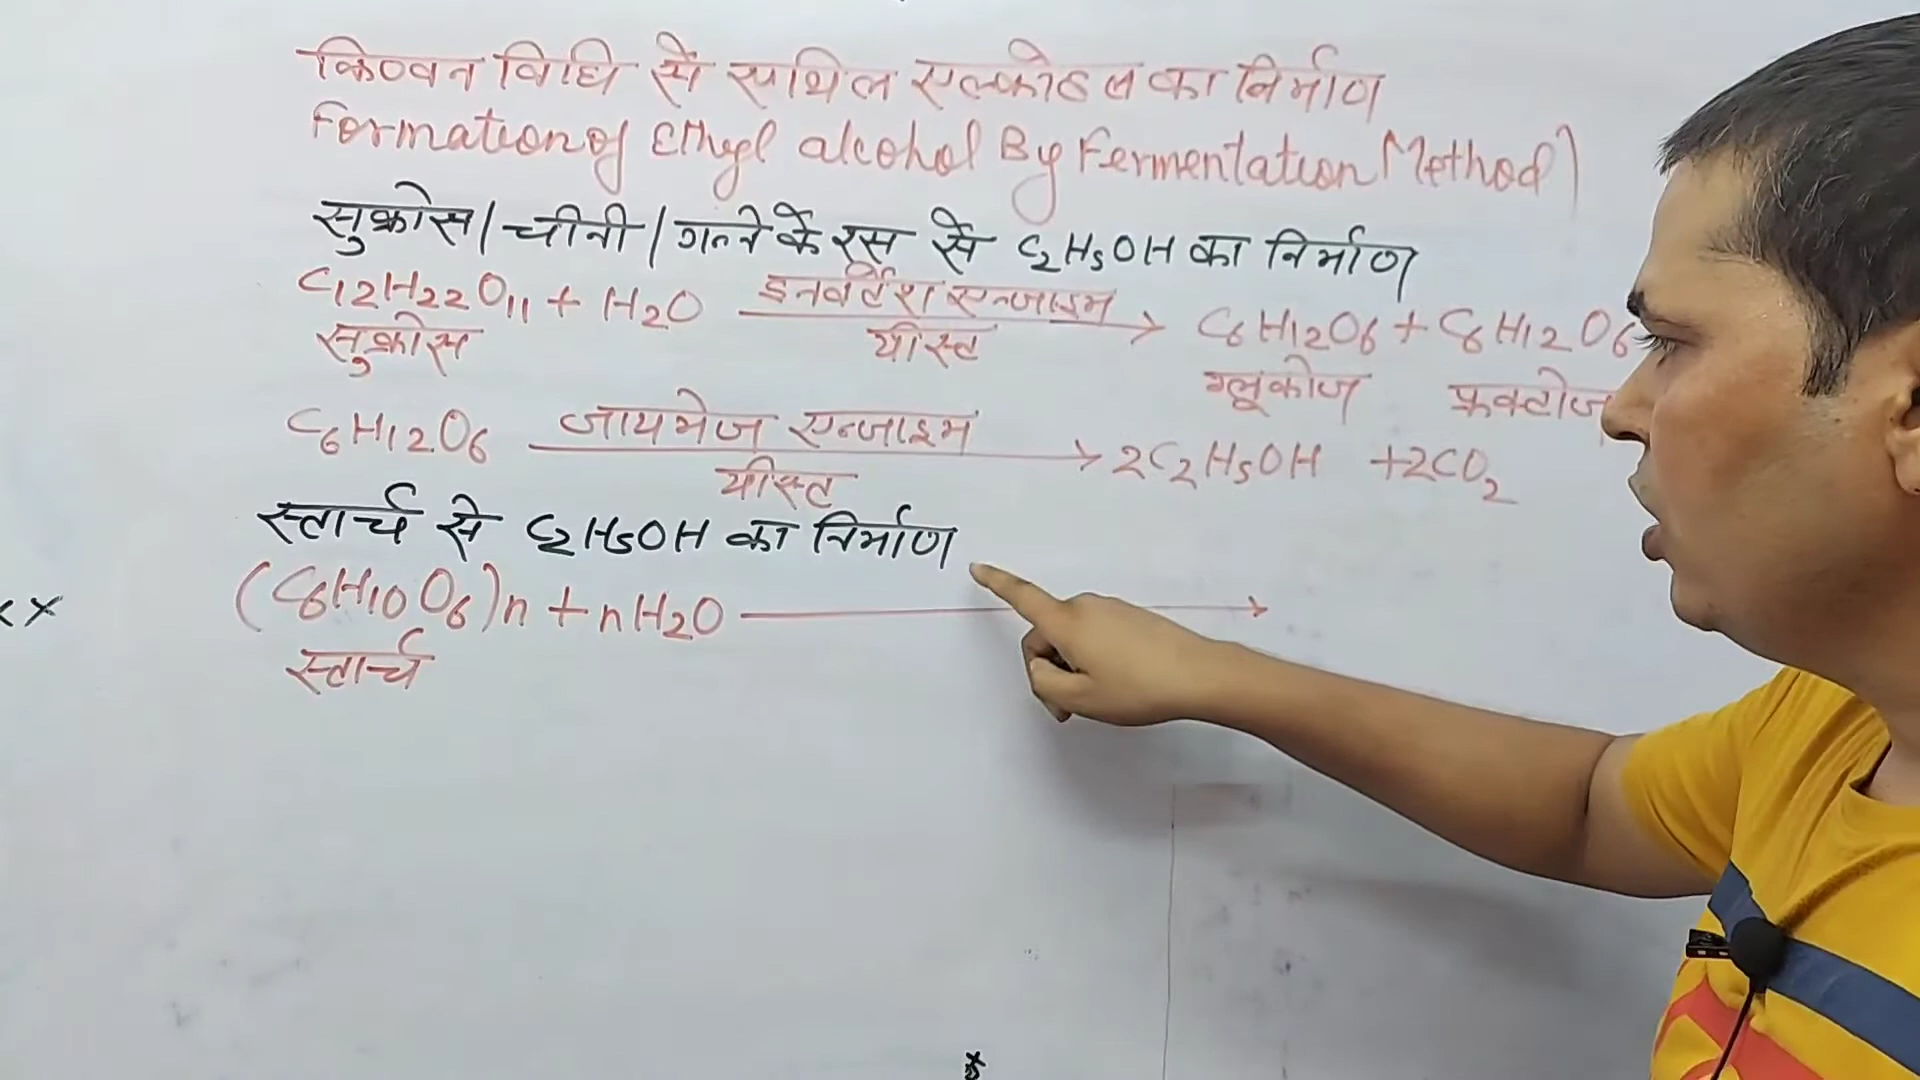 किण्वन विधि से एथिल एल्कोहल का निर्माण
Formation of Ethyl alcohol By Fermentation Method)
सुक्रोस/चीनी/गन्ने के रस से C₂H₅OH का निर्माण
C₁₂H₂₂O₁₁ + H₂O इनवर्टेश एन्जाइम → C₆H₁₂O₆ + C₆H₁₂O₆
सुक्रोस यीस्ट ग्लूकोज फ्रक्टोज
C₆H₁₂O₆ जायमेज एन्जाइम → 2C₂H₅OH + 2CO₂
यीस्ट
स्टार्च से C₂H₅OH का निर्माण
(C₆H₁₀O₆)n + nH₂O →
स्टार्च